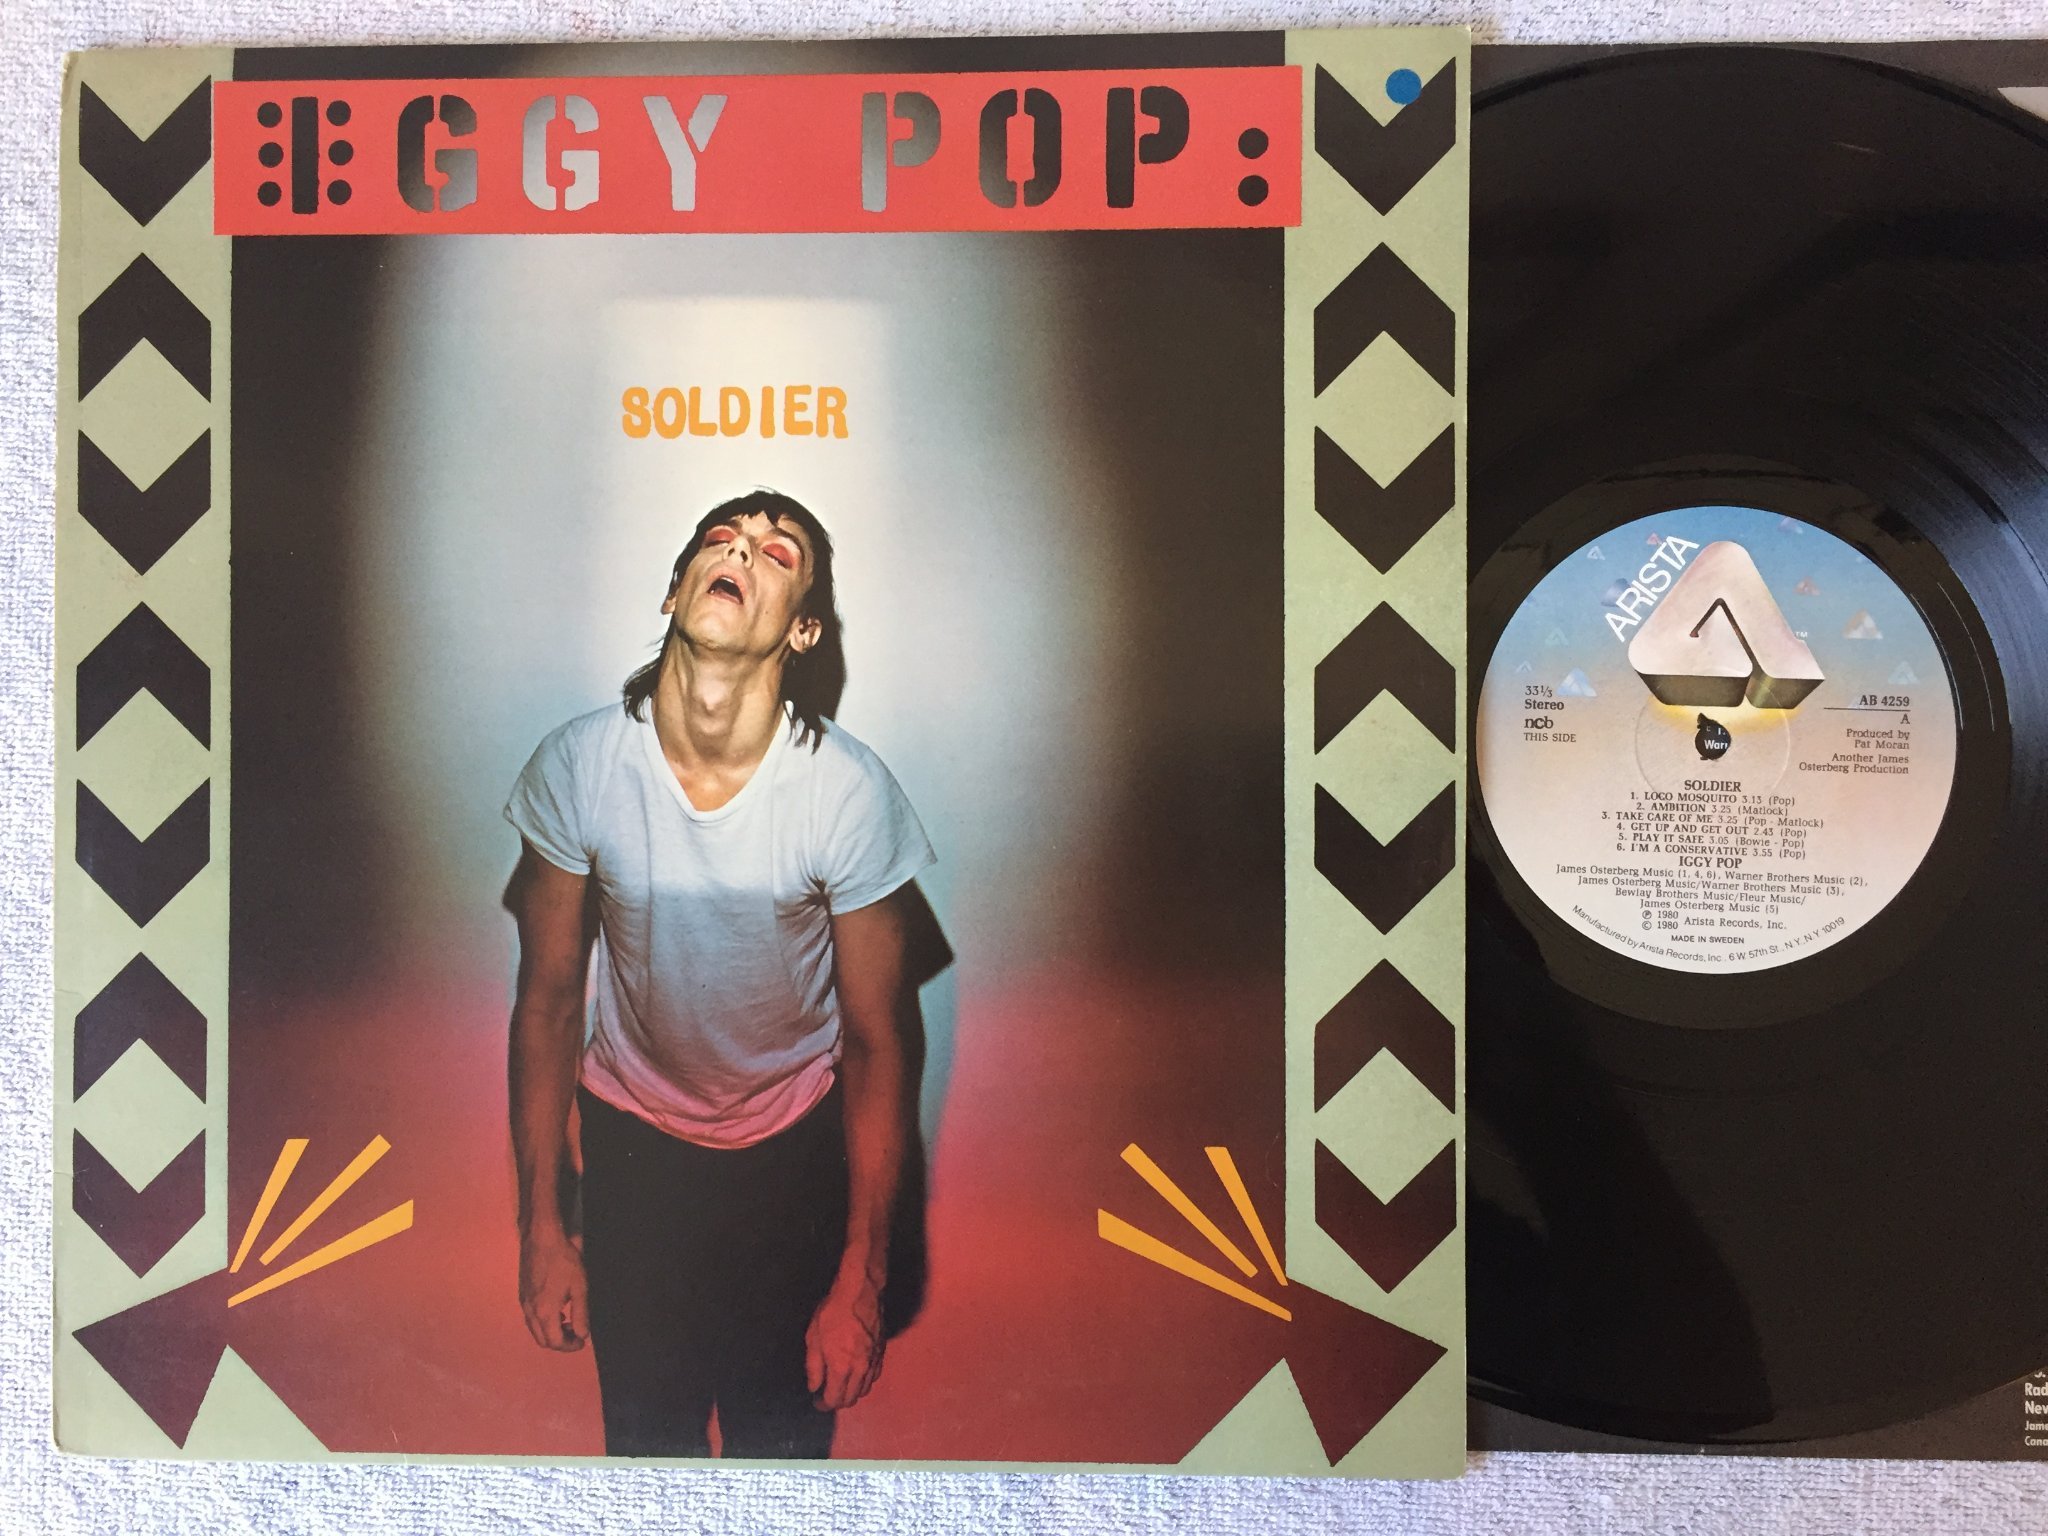 IGGY POP:
SOLDIER
ARISTA
TM
33⅓
Stereo
ncb
THIS SIDE
AB 4259
A
Produced by
Pat Moran
Another James
Osterberg Production
SOLDIER
1. LOCO MOSQUITO 3.13 (Pop)
2. AMBITION 3.25 (Matlock)
3. TAKE CARE OF ME 3.25 (Pop - Matlock)
4. GET UP AND GET OUT 2.43 (Pop)
5. PLAY IT SAFE 3.05 (Bowie - Pop)
6. I'M A CONSERVATIVE 3.55 (Pop)
IGGY POP
James Osterberg Music (1, 4, 6), Warner Brothers Music (2),
James Osterberg Music/Warner Brothers Music (3),
Bewlay Brothers Music/Fleur Music/
James Osterberg Music (5)
℗ 1980
© 1980 Arista Records, Inc.
MADE IN SWEDEN
Manufactured by Arista Records, Inc. 6 W. 57th St., N.Y., N.Y. 10019